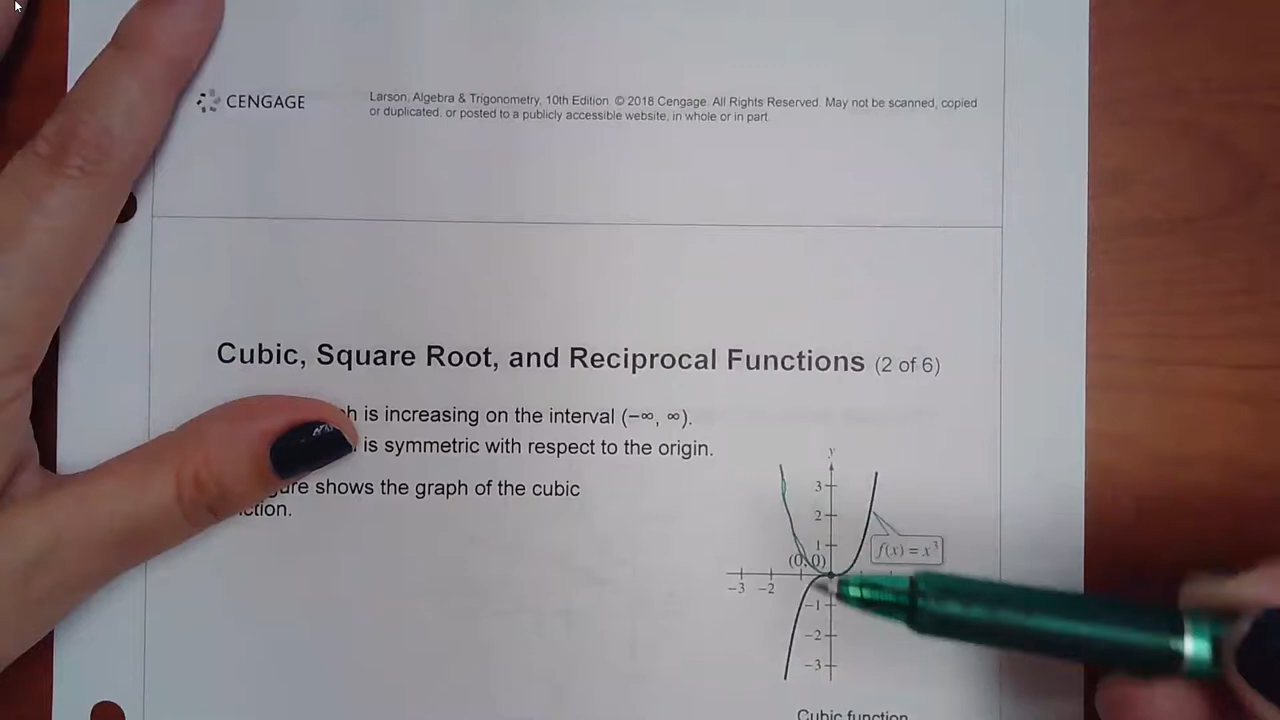 CENGAGE
Larson, Algebra & Trigonometry, 10th Edition. © 2018 Cengage. All Rights Reserved. May not be scanned, copied
or duplicated, or posted to a publicly accessible website, in whole or in part.
Cubic, Square Root, and Reciprocal Functions (2 of 6)
is increasing on the interval (−∞, ∞).
is symmetric with respect to the origin.
shows the graph of the cubic
y
3
2
1
(0, 0)
f(x) = x³
−3 −2
−1
−2
−3
Cubic function